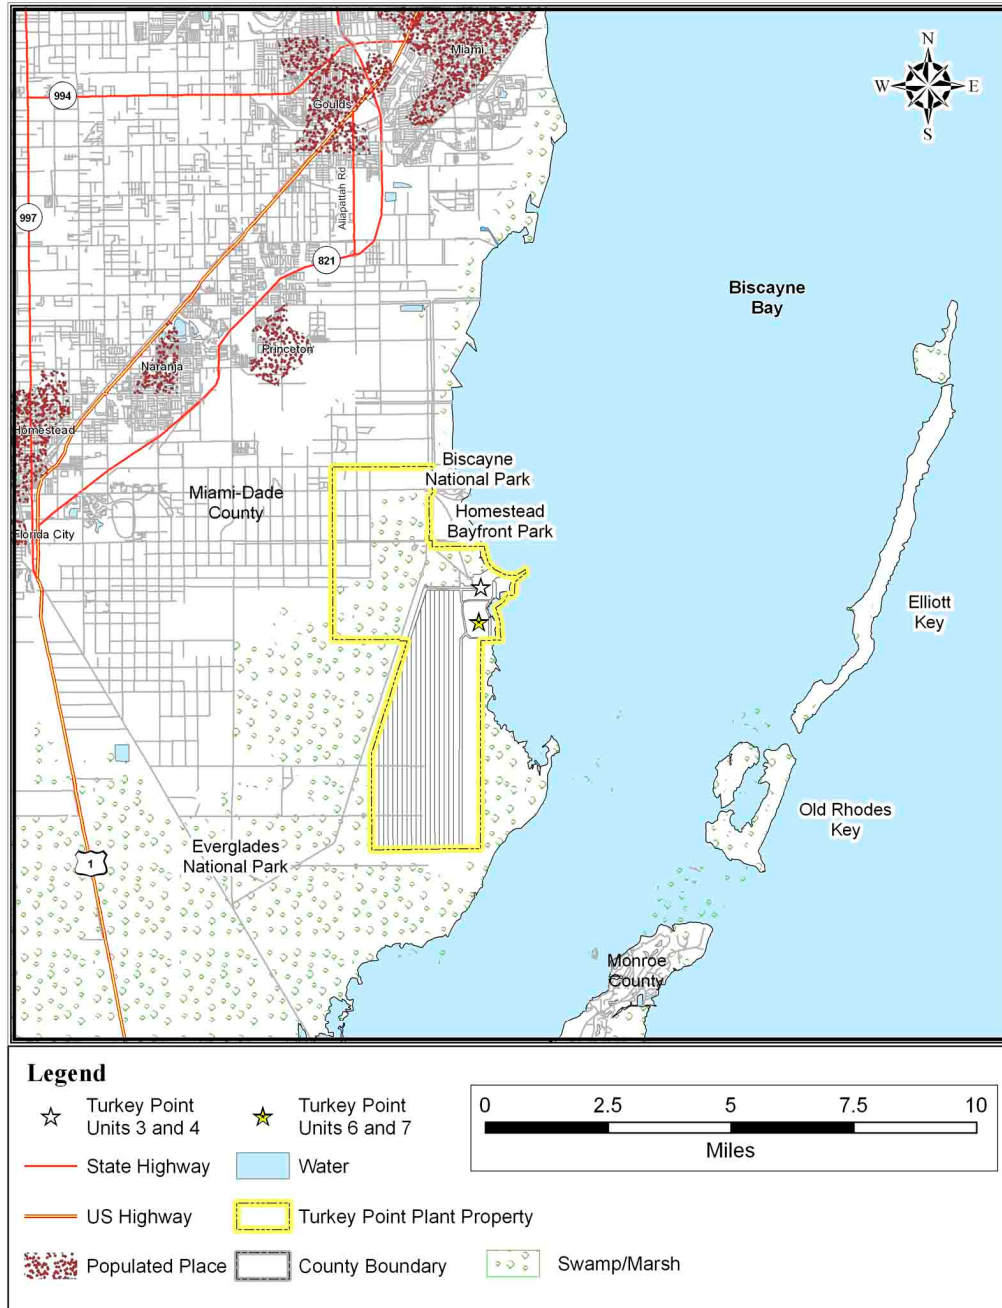 Miami
N
W
E
S
994
Goulds
Allapattah Rd
997
821
Biscayne
Bay
Princeton
Naranja
Homestead
Biscayne
National Park
Miami-Dade
County
Homestead
Bayfront Park
Florida City
Elliott
Key
Old Rhodes
Key
Everglades
National Park
1
Monroe
County
Legend
Turkey Point
Units 3 and 4
Turkey Point
Units 6 and 7
0 2.5 5 7.5 10
Miles
State Highway
Water
US Highway
Turkey Point Plant Property
Populated Place
County Boundary
Swamp/Marsh